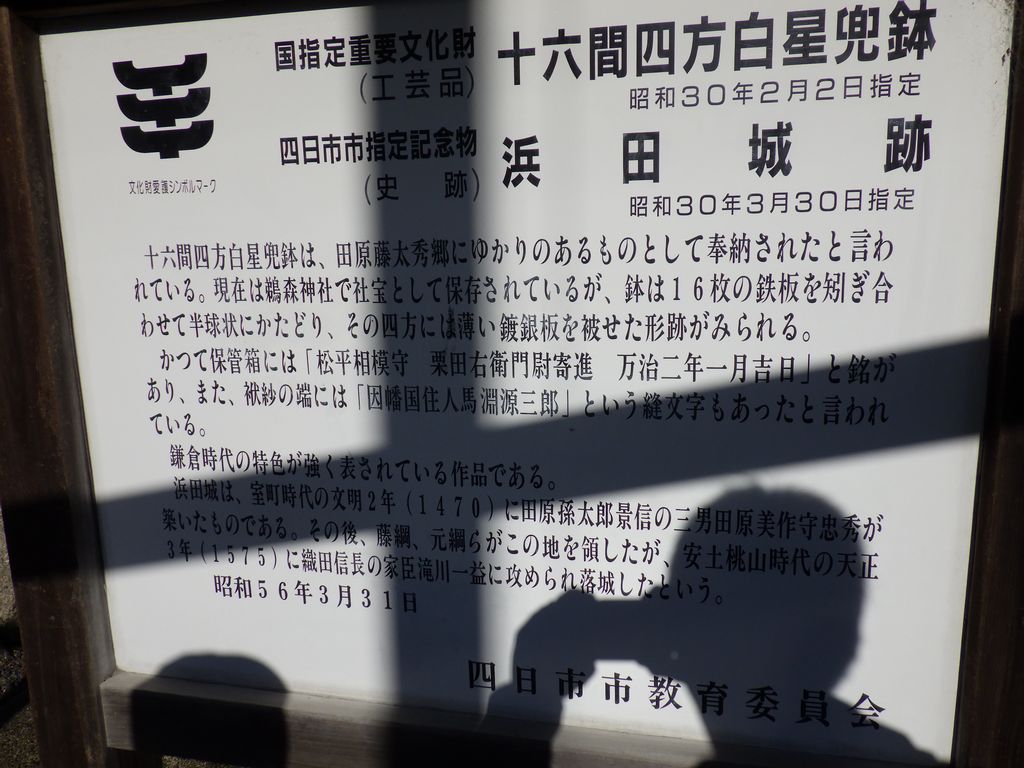 国指定重要文化財 十六間四方白星兜鉢
(工芸品) 昭和30年2月2日指定
四日市市指定記念物 浜田城跡
(史 跡) 昭和30年3月30日指定
文化財愛護シンボルマーク
十六間四方白星兜鉢は、田原藤太秀郷にゆかりのあるものとして奉納されたと言わ
れている。現在は鵜森神社で社宝として保存されているが、鉢は16枚の鉄板を矧ぎ合
わせて半球状にかたどり、その四方には薄い鍍銀板を被せた形跡がみられる。
かつて保管箱には「松平相模守 栗田右衛門尉寄進 万治二年一月吉日」と銘が
あり、また、袱紗の端には「因幡国住人馬淵源三郎」という縫文字もあったと言われ
ている。
鎌倉時代の特色が強く表されている作品である。
浜田城は、室町時代の文明2年(1470)に田原孫太郎景信の三男田原美作守忠秀が
築いたものである。その後、藤綱、元綱らがこの地を領したが、安土桃山時代の天正
3年(1575)に織田信長の家臣滝川一益に攻められ落城したという。
昭和56年3月31日
四日市市教育委員会